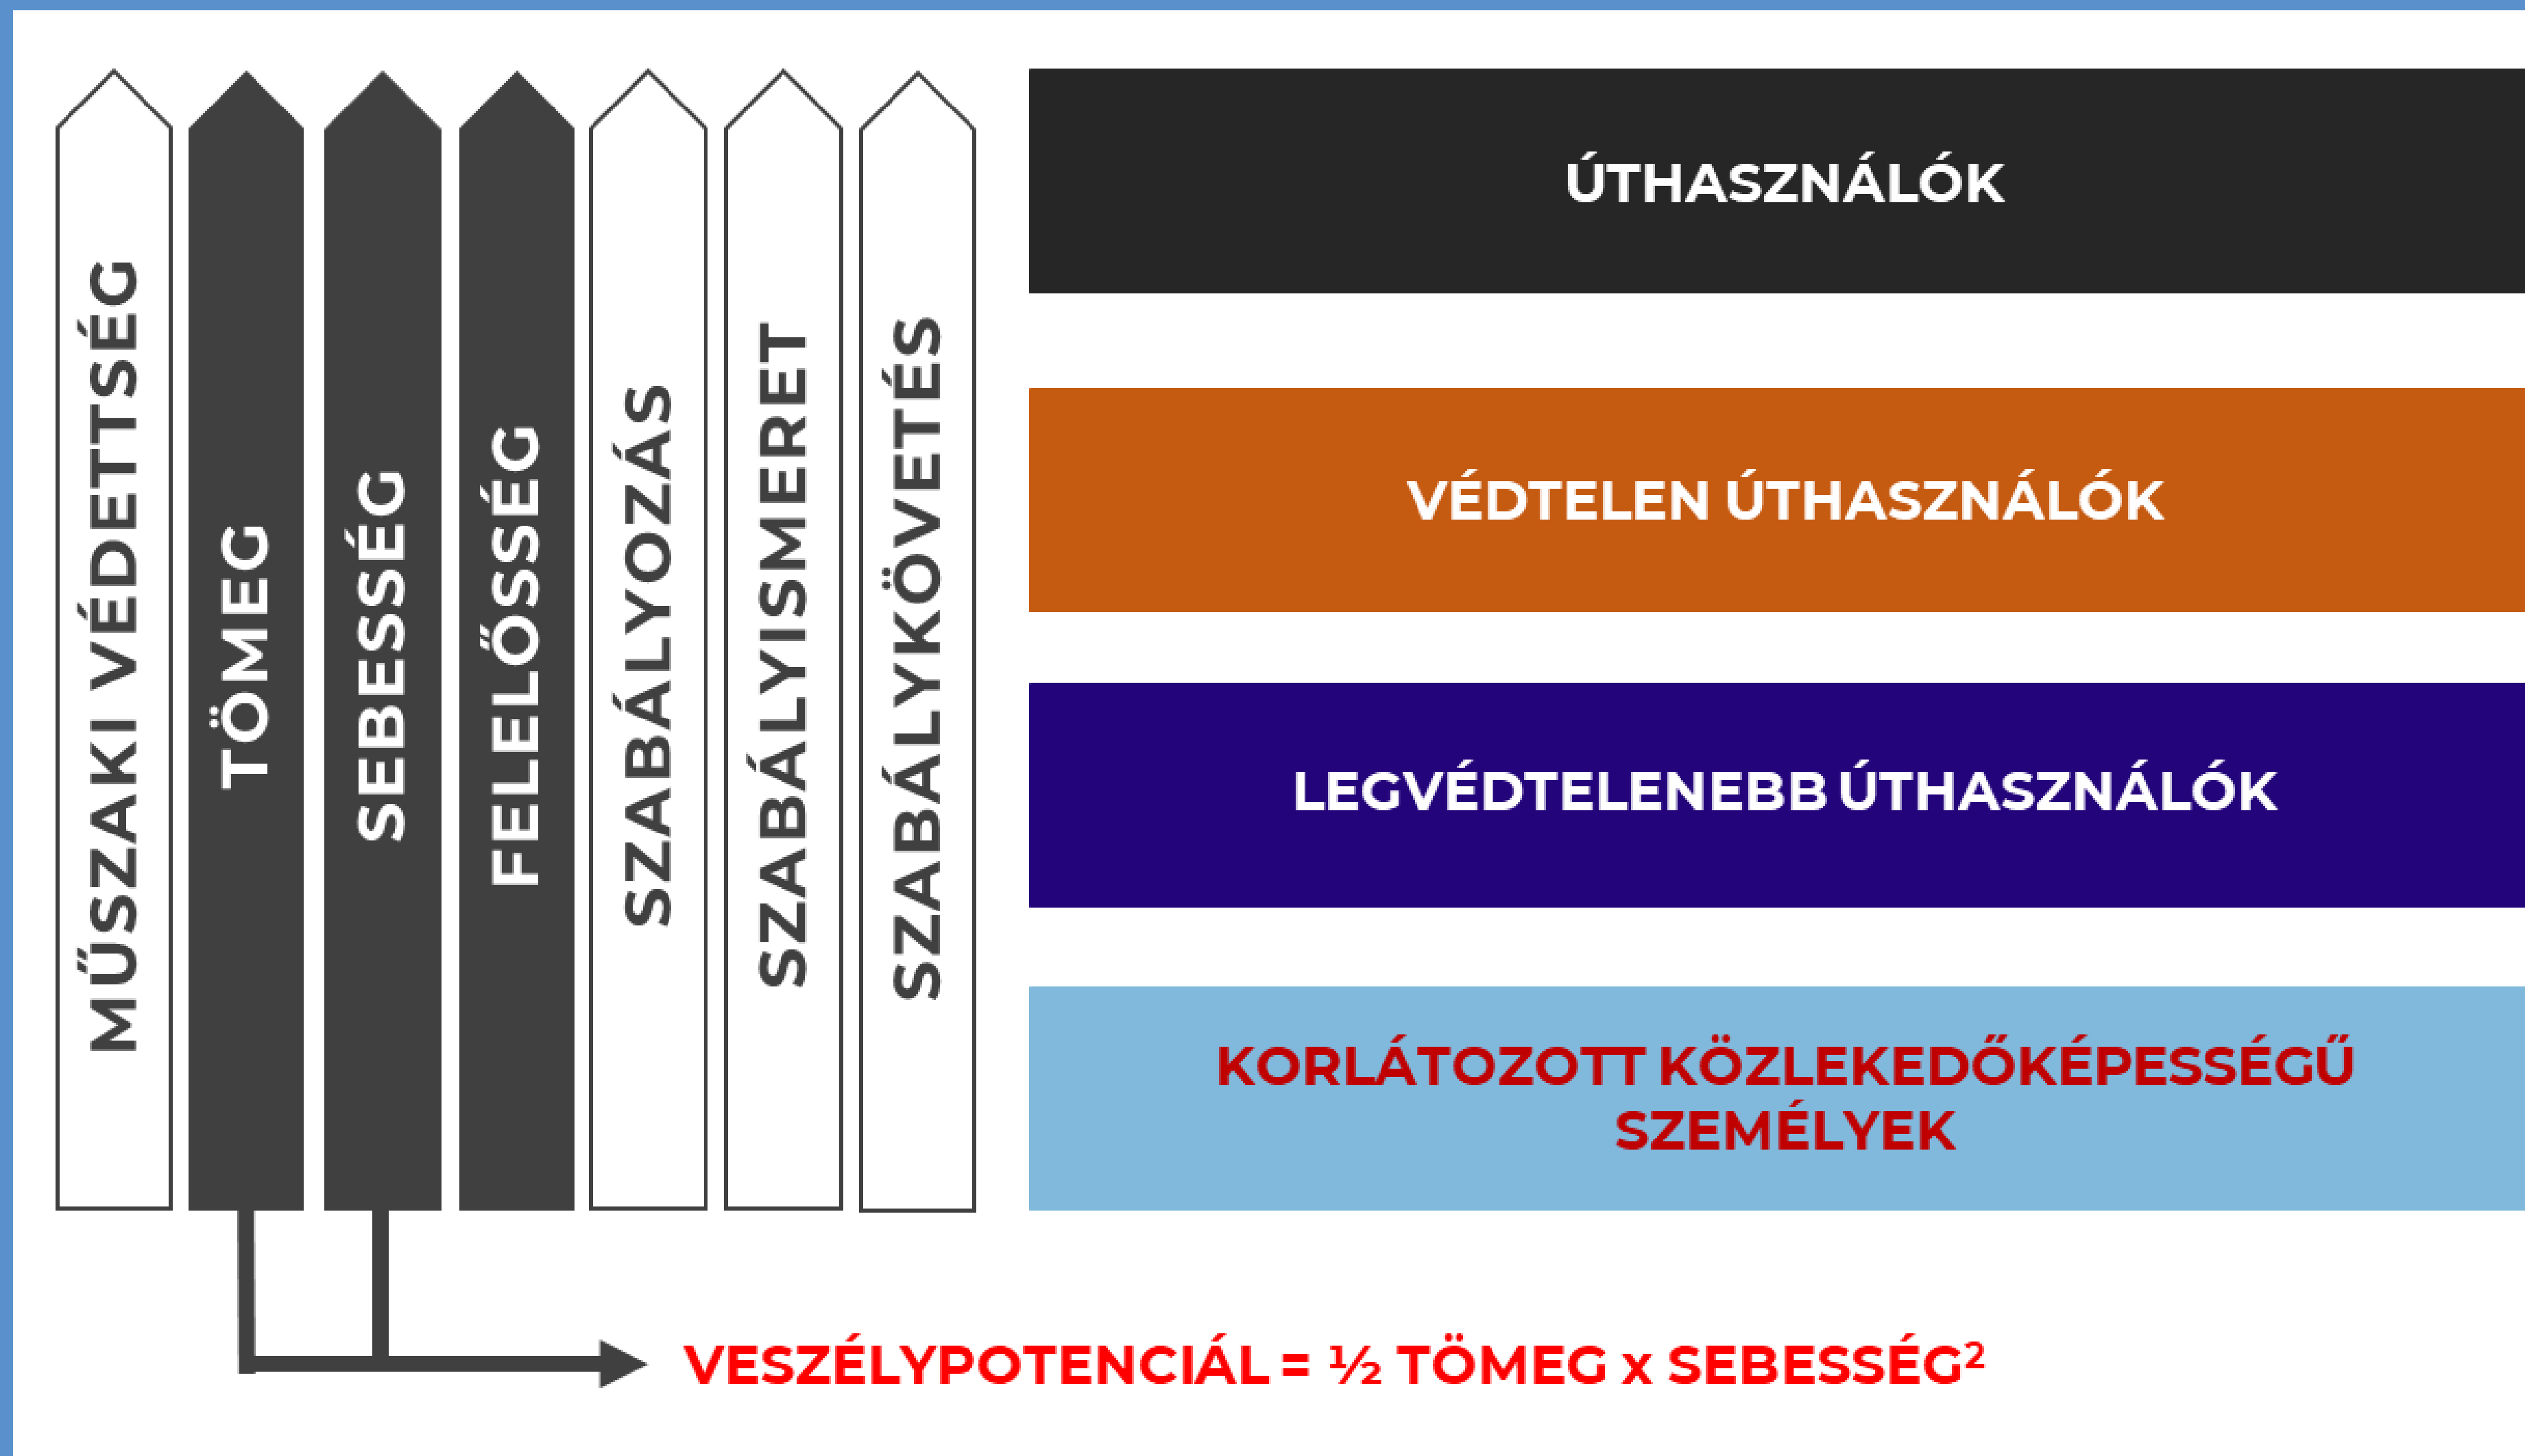 MŰSZAKI VÉDETTSÉG
TÖMEG
SEBESSÉG
FELELŐSSÉG
SZABÁLYOZÁS
SZABÁLYISMERET
SZABÁLYKÖVETÉS
ÚTHASZNÁLÓK
VÉDTELEN ÚTHASZNÁLÓK
LEGVÉDTELENEBB ÚTHASZNÁLÓK
KORLÁTOZOTT KÖZLEKEDŐKÉPESSÉGŰ
SZEMÉLYEK
VESZÉLYPOTENCIÁL = ½ TÖMEG x SEBESSÉG²